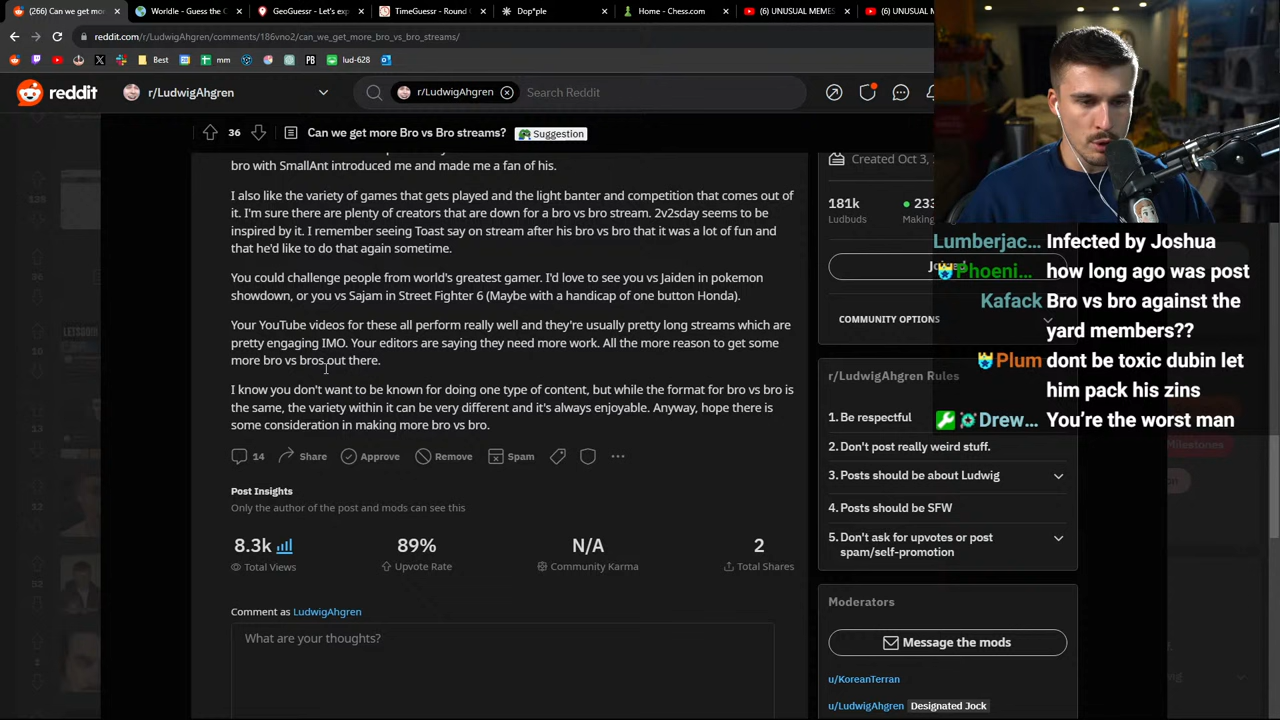 (266) Can we get mor
Worldle - Guess the C
GeoGuessr - Let's exp
TimeGuessr - Round
Dop*ple
Home - Chess.com
(6) UNUSUAL MEMES
(6) UNUSUAL M
reddit.com/r/LudwigAhgren/comments/186vno2/can_we_get_more_bro_vs_bro_streams/
Best
mm
PB
lud-628
reddit
r/LudwigAhgren
r/LudwigAhgren
Search Reddit
36
Can we get more Bro vs Bro streams?
Suggestion
bro with SmallAnt introduced me and made me a fan of his.
I also like the variety of games that gets played and the light banter and competition that comes out of
it. I'm sure there are plenty of creators that are down for a bro vs bro stream. 2v2sday seems to be
inspired by it. I remember seeing Toast say on stream after his bro vs bro that it was a lot of fun and
that he'd like to do that again sometime.
You could challenge people from world's greatest gamer. I'd love to see you vs Jaiden in pokemon
showdown, or you vs Sajam in Street Fighter 6 (Maybe with a handicap of one button Honda).
Your YouTube videos for these all perform really well and they're usually pretty long streams which are
pretty engaging IMO. Your editors are saying they need more work. All the more reason to get some
more bro vs bros out there.
I know you don't want to be known for doing one type of content, but while the format for bro vs bro is
the same, the variety within it can be very different and it's always enjoyable. Anyway, hope there is
some consideration in making more bro vs bro.
14
Share
Approve
Remove
Spam
Post Insights
Only the author of the post and mods can see this
8.3k
89%
N/A
2
Total Views
Upvote Rate
Community Karma
Total Shares
Comment as LudwigAhgren
What are your thoughts?
Created Oct 3,
181k
233
Ludbuds
Making
COMMUNITY OPTIONS
r/LudwigAhgren Rules
1. Be respectful
2. Don't post really weird stuff.
3. Posts should be about Ludwig
4. Posts should be SFW
5. Don't ask for upvotes or post
spam/self-promotion
Moderators
Message the mods
u/KoreanTerran
u/LudwigAhgren Designated Jock
Lumberjac... Infected by Joshua
Phoeni... how long ago was post
Kafack Bro vs bro against the
yard members??
Plum dont be toxic dubin let
him pack his zins
Drew... You're the worst man
Milestones